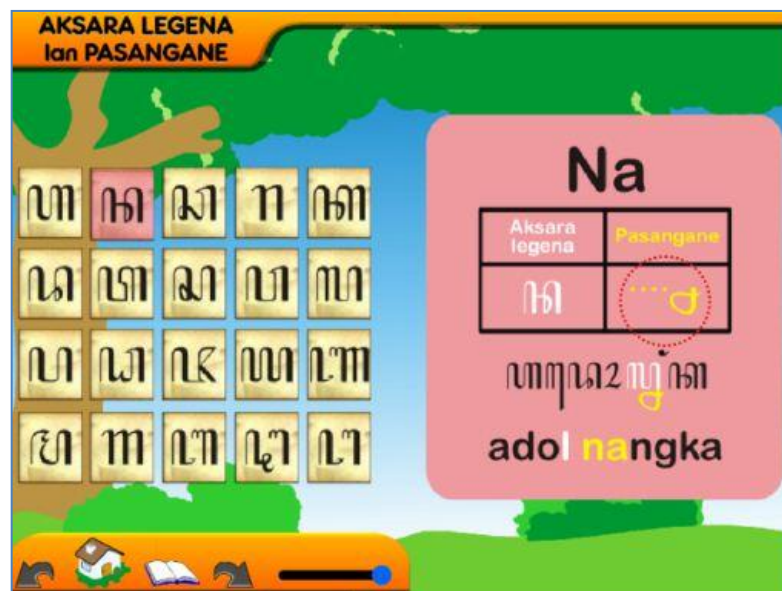 AKSARA LEGENA
lan PASANGANE
ꦲ ꦤ ꦕ ꦫ ꦏ
ꦢ ꦠ ꦱ ꦮ ꦭ
ꦥ ꦝ ꦗ ꦪ ꦚ
ꦩ ꦒ ꦧ ꦛ ꦔ
Na
Aksara
legena
Pasangane
ꦤ ....꧀ꦤ
ꦲꦢꦺꦴꦭ꧀ꦤꦁꦏ
adol nangka